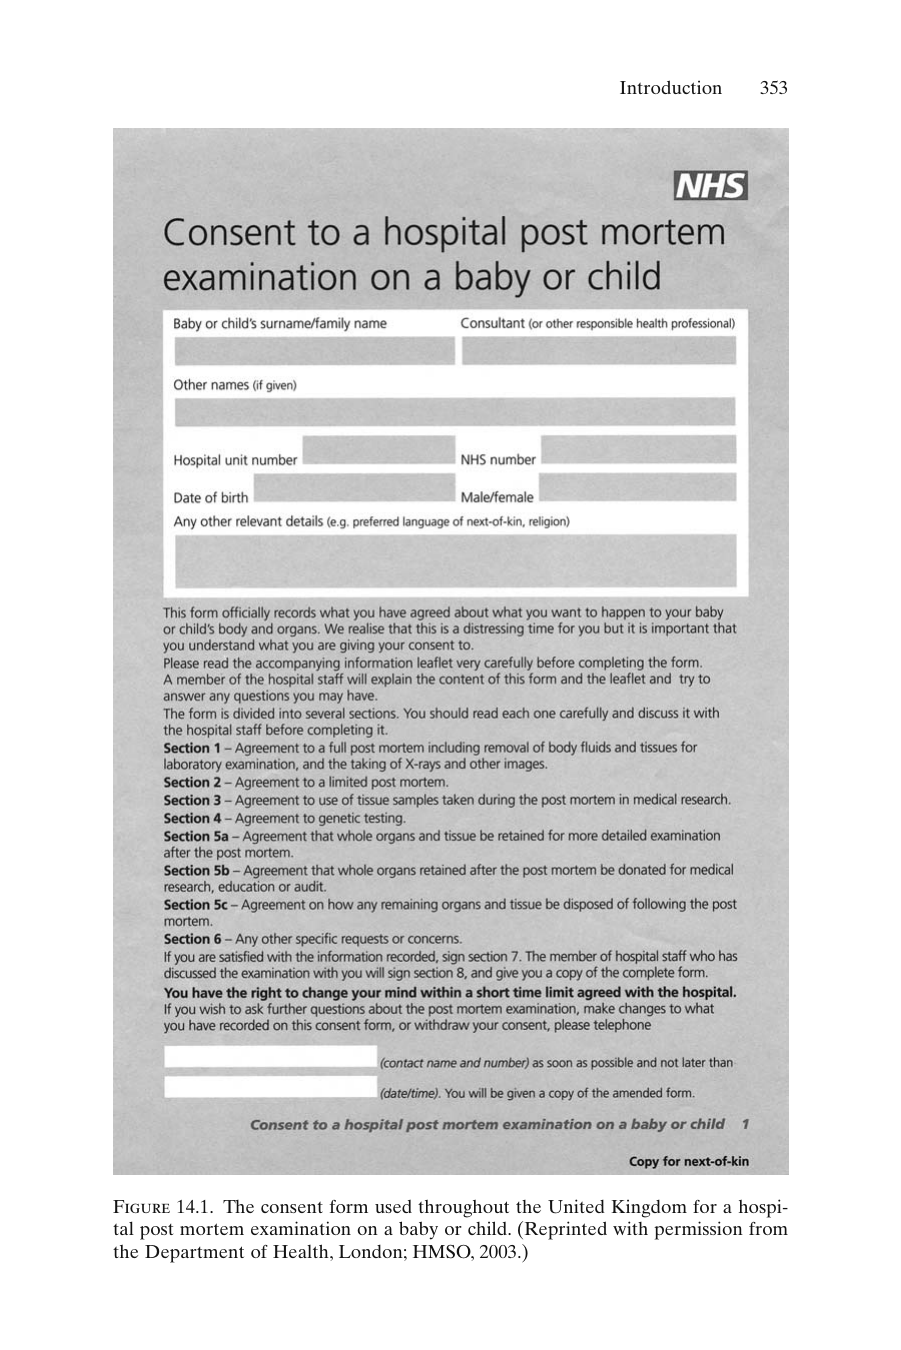 Introduction 353
NHS
Consent to a hospital post mortem
examination on a baby or child
Baby or child's surname/family name
Consultant (or other responsible health professional)
Other names (if given)
Hospital unit number
NHS number
Date of birth
Male/female
Any other relevant details (e.g. preferred language of next-of-kin, religion)
This form officially records what you have agreed about what you want to happen to your baby
or child's body and organs. We realise that this is a distressing time for you but it is important that
you understand what you are giving your consent to.
Please read the accompanying information leaflet very carefully before completing the form.
A member of the hospital staff will explain the content of this form and the leaflet and try to
answer any questions you may have.
The form is divided into several sections. You should read each one carefully and discuss it with
the hospital staff before completing it.
Section 1 – Agreement to a full post mortem including removal of body fluids and tissues for
laboratory examination, and the taking of X-rays and other images.
Section 2 – Agreement to a limited post mortem.
Section 3 – Agreement to use of tissue samples taken during the post mortem in medical research.
Section 4 – Agreement to genetic testing.
Section 5a – Agreement that whole organs and tissue be retained for more detailed examination
after the post mortem.
Section 5b – Agreement that whole organs retained after the post mortem be donated for medical
research, education or audit.
Section 5c – Agreement on how any remaining organs and tissue be disposed of following the post
mortem.
Section 6 – Any other specific requests or concerns.
If you are satisfied with the information recorded, sign section 7. The member of hospital staff who has
discussed the examination with you will sign section 8, and give you a copy of the complete form.
You have the right to change your mind within a short time limit agreed with the hospital.
If you wish to ask further questions about the post mortem examination, make changes to what
you have recorded on this consent form, or withdraw your consent, please telephone
(contact name and number) as soon as possible and not later than
(date/time). You will be given a copy of the amended form.
Consent to a hospital post mortem examination on a baby or child 1
Copy for next-of-kin
FIGURE 14.1. The consent form used throughout the United Kingdom for a hospi-
tal post mortem examination on a baby or child. (Reprinted with permission from
the Department of Health, London; HMSO, 2003.)